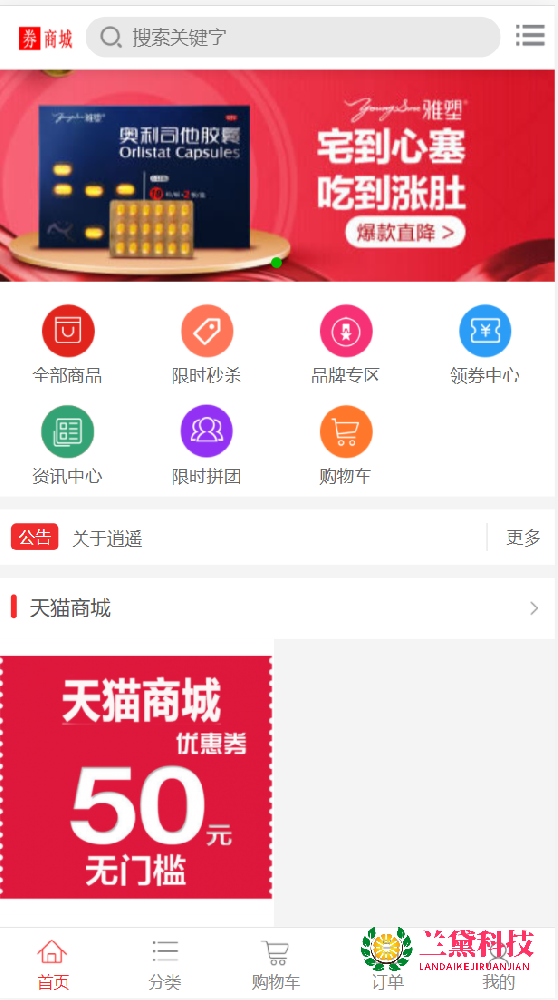 券 商城
搜索关键字
雅塑
奥利司他胶囊
Orlistat Capsules
YoungSun 雅塑
宅到心塞
吃到涨肚
爆款直降 >
全部商品 限时秒杀 品牌专区 领券中心
资讯中心 限时拼团 购物车
公告 关于逍遥 更多
天猫商城
天猫商城
优惠券
50元
无门槛
首页 分类 购物车 订单 我的
兰黛科技
LANDAIKEJIRUANJIAN